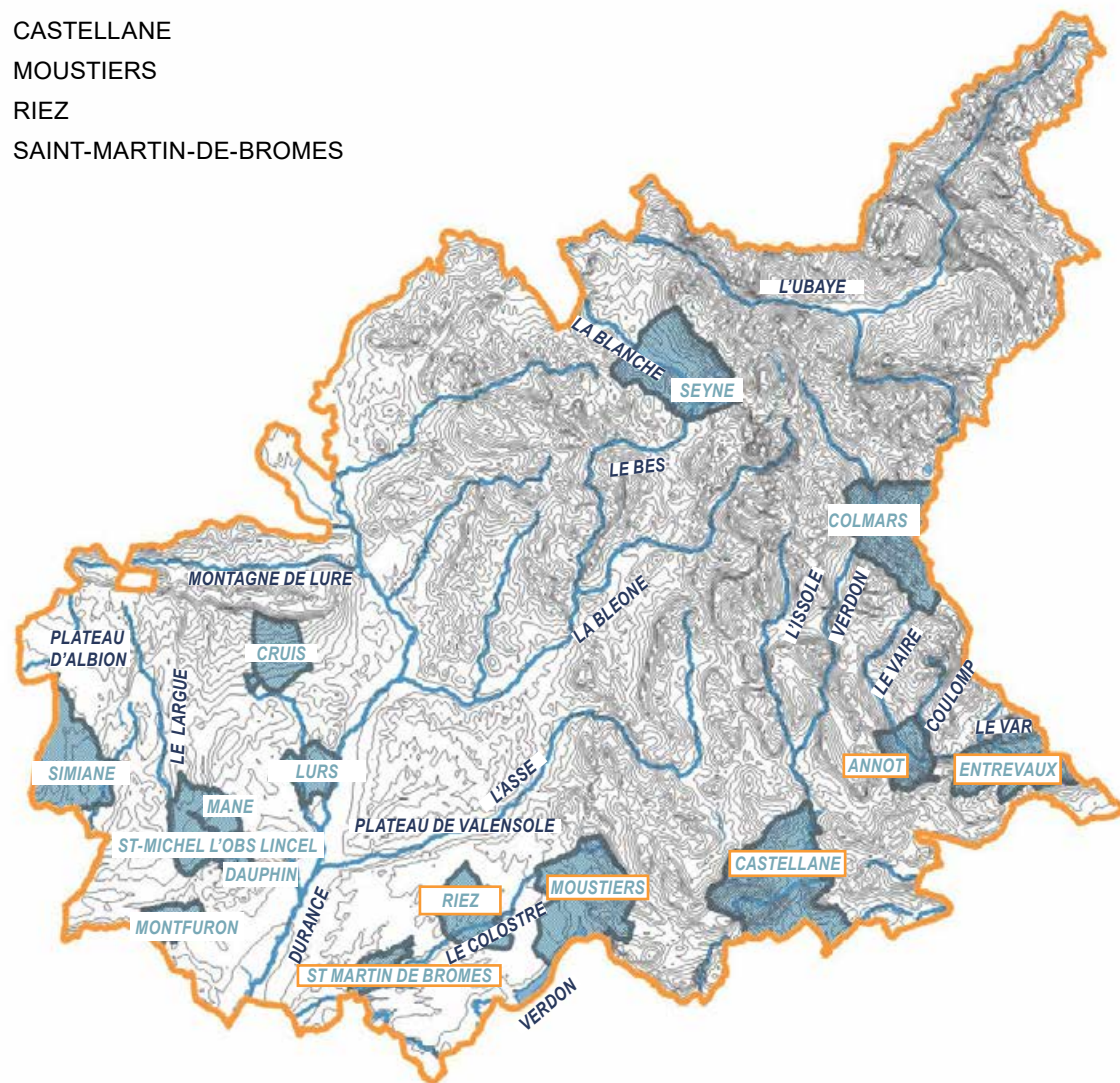 CASTELLANE
MOUSTIERS
RIEZ
SAINT-MARTIN-DE-BROMES
L'UBAYE
LA BLANCHE
SEYNE
LE BES
COLMARS
MONTAGNE DE LURE
LA BLEONE
L'ISSOLE
VERDON
PLATEAU
D'ALBION
CRUIS
LE VAIRE
COULOMP
LE LARGUE
LE VAR
SIMIANE
LURS
L'ASSE
ANNOT
ENTREVAUX
MANE
PLATEAU DE VALENSOLE
ST-MICHEL L'OBS LINCEL
DAUPHIN
CASTELLANE
MOUSTIERS
RIEZ
MONTFURON
DURANCE
LE COLOSTRE
ST MARTIN DE BROMES
VERDON